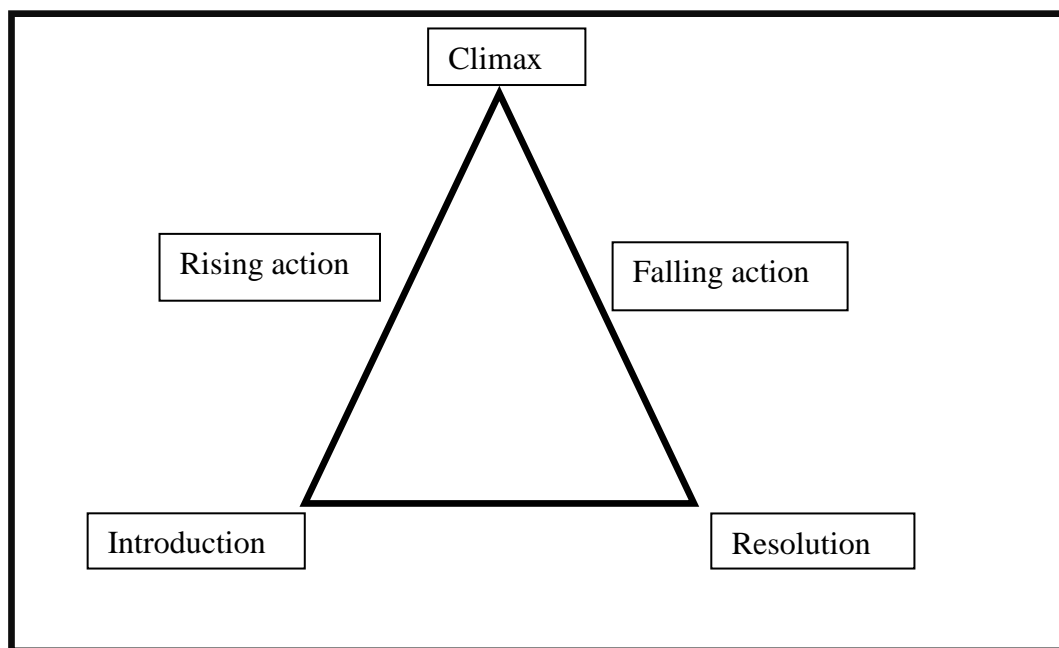 Climax
Rising action
Falling action
Introduction
Resolution